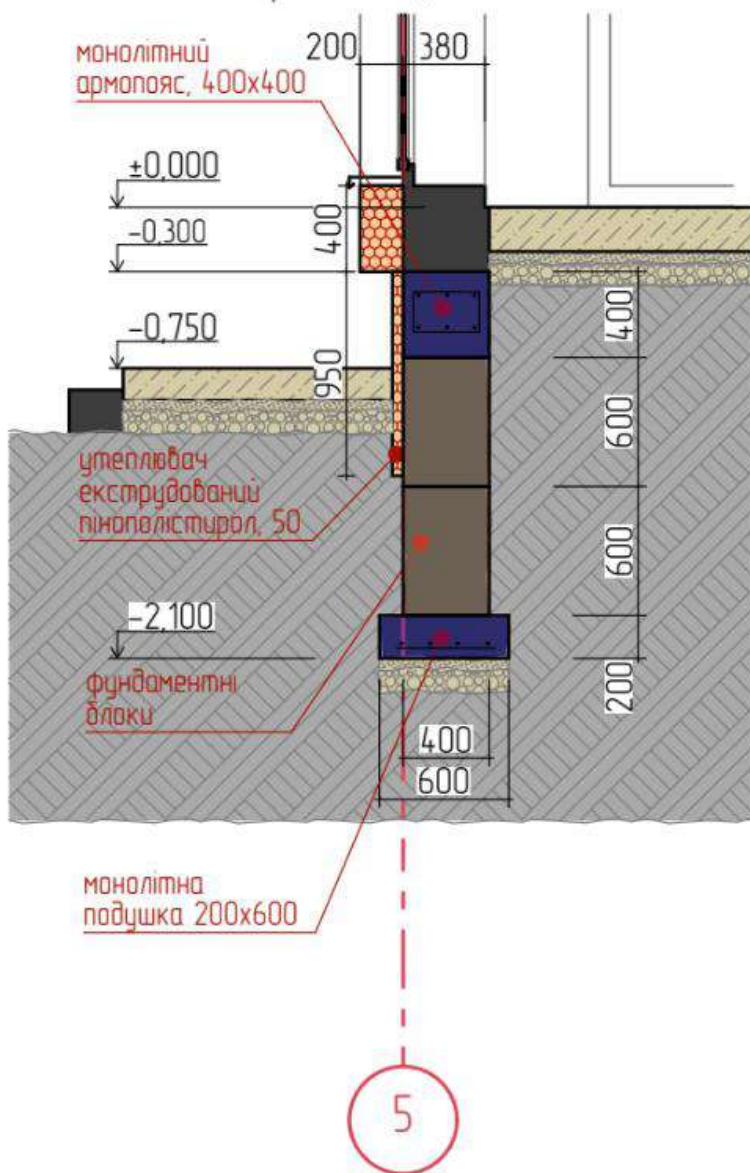 монолітний
армопояс, 400х400
200
380
±0,000
-0,300
400
-0,750
950
400
600
утеплювач
екструдований
пінополістирол, 50
600
-2,100
200
фундаментні
блоки
400
600
монолітна
подушка 200х600
5